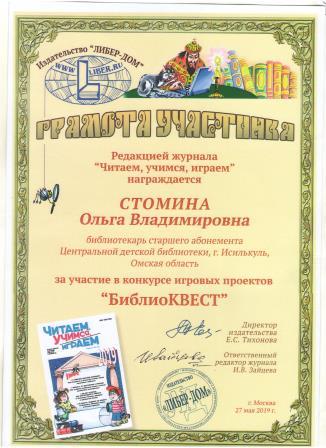 Издательство "ЛИБЕР-ДОМ"
WWW.LIBER.RU
L
ГРАМОТА УЧАСТНИКА
Редакцией журнала
"Читаем, учимся, играем"
награждается
СТОМИНА
Ольга Владимировна
библиотекарь старшего абонемента
Центральной детской библиотеки, г. Исилькуль,
Омская область,
за участие в конкурсе игровых проектов
"БиблиоКВЕСТ"
ЧИТАЕМ,
УЧИМСЯ,
ИГРАЕМ
Директор
издательства
Е.С. Тихонова
Ответственный
редактор журнала
И.В. Зайцева
"ЛИБЕР-ДОМ"
г. Москва
27 мая 2019 г.